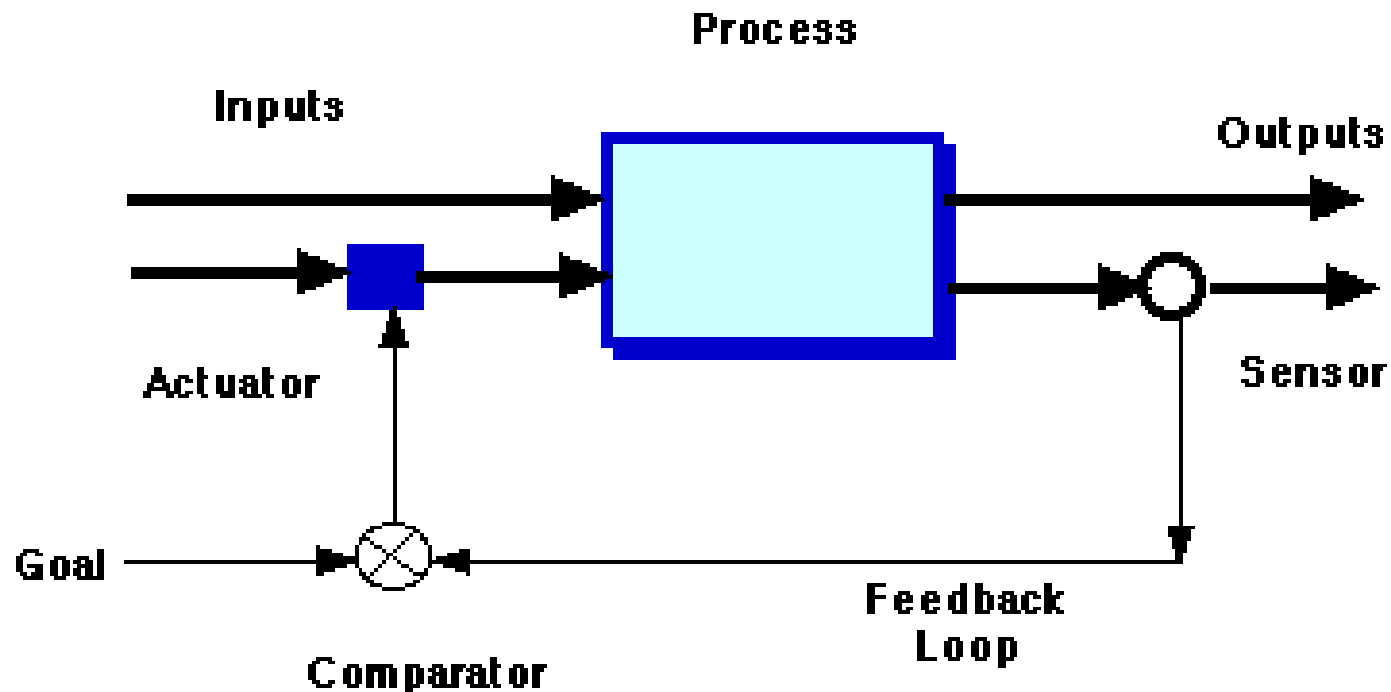 Process
Inputs
Outputs
Actuator
Sensor
Goal
Feedback
Loop
Comparator